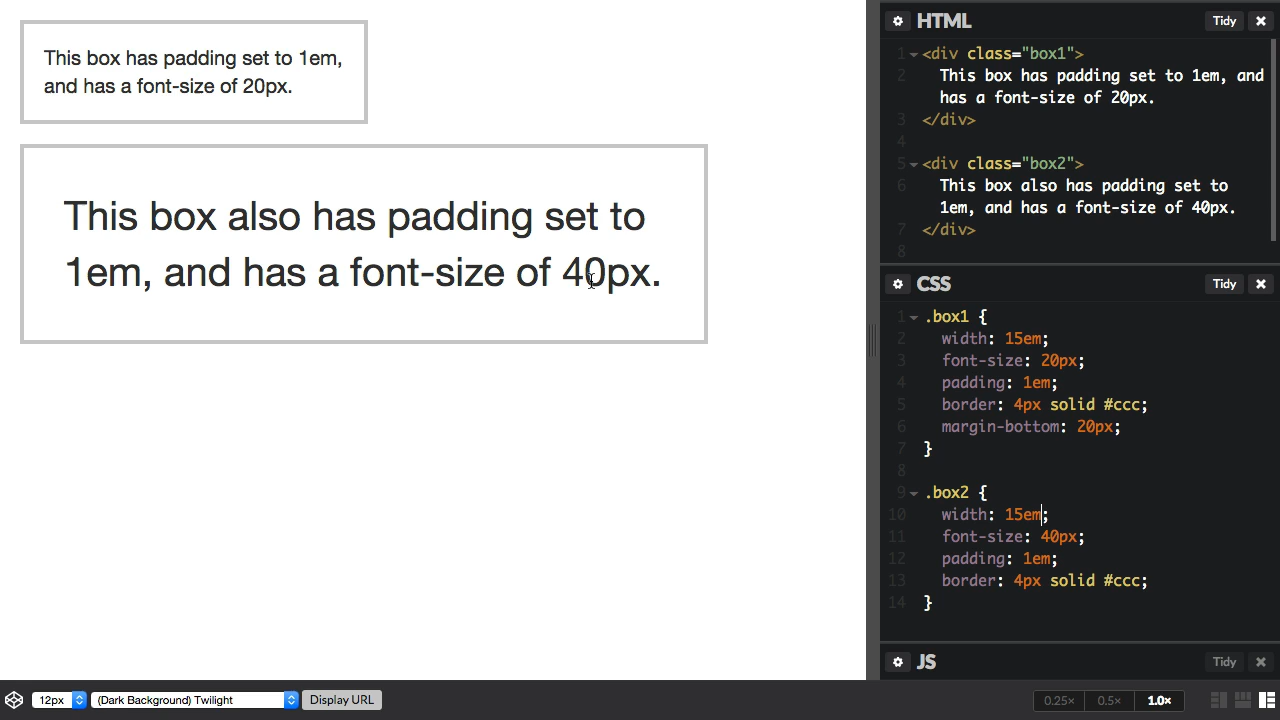 This box has padding set to 1em,
and has a font-size of 20px.
This box also has padding set to
1em, and has a font-size of 40px.
HTML
Tidy
1 <div class="box1">
2 This box has padding set to 1em, and
has a font-size of 20px.
3 </div>
4
5 <div class="box2">
6 This box also has padding set to
1em, and has a font-size of 40px.
7 </div>
8
CSS
Tidy
1 .box1 {
2 width: 15em;
3 font-size: 20px;
4 padding: 1em;
5 border: 4px solid #ccc;
6 margin-bottom: 20px;
7 }
8
9 .box2 {
10 width: 15em;
11 font-size: 40px;
12 padding: 1em;
13 border: 4px solid #ccc;
14 }
JS
Tidy
12px
(Dark Background) Twilight
Display URL
0.25×
0.5×
1.0×